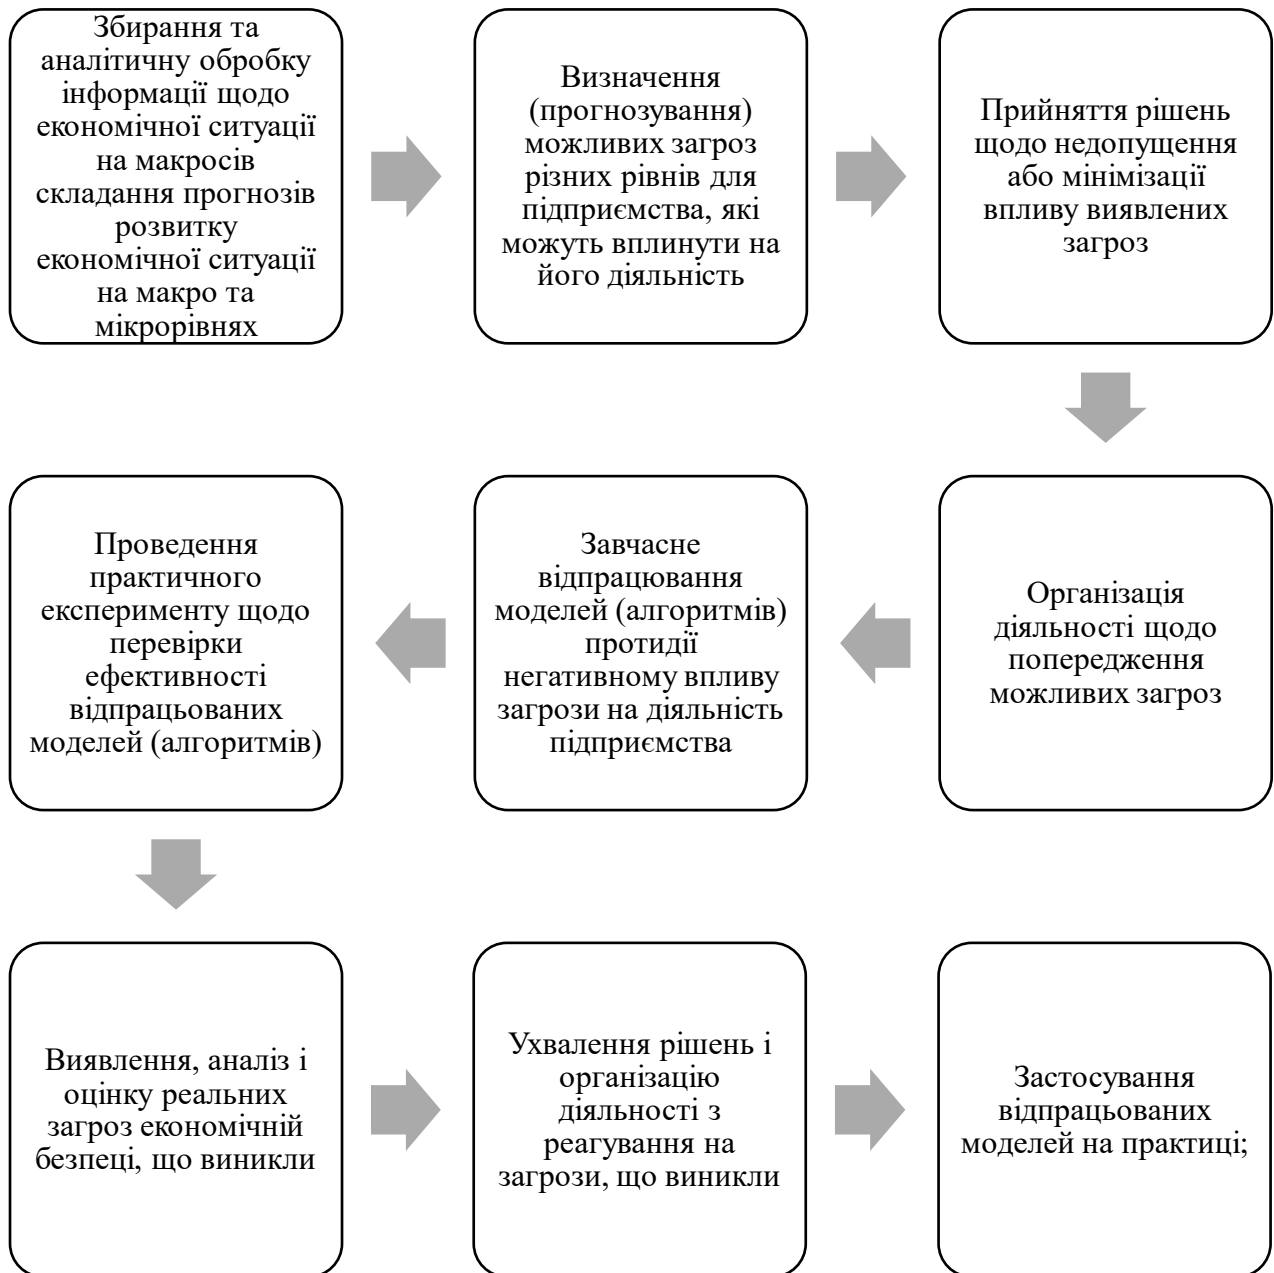 Збирання та
аналітичну обробку
інформації щодо
економічної ситуації
на макросів
складання прогнозів
розвитку
економічної ситуації
на макро та
мікрорівнях
Визначення
(прогнозування)
можливих загроз
різних рівнів для
підприємства, які
можуть вплинути на
його діяльність
Прийняття рішень
щодо недопущення
або мінімізації
впливу виявлених
загроз
Організація
діяльності щодо
попередження
можливих загроз
Завчасне
відпрацювання
моделей (алгоритмів)
протидії
негативному впливу
загрози на діяльність
підприємства
Проведення
практичного
експерименту щодо
перевірки
ефективності
відпрацьованих
моделей (алгоритмів)
Виявлення, аналіз і
оцінку реальних
загроз економічній
безпеці, що виникли
Ухвалення рішень і
організацію
діяльності з
реагування на
загрози, що виникли
Застосування
відпрацьованих
моделей на практиці;